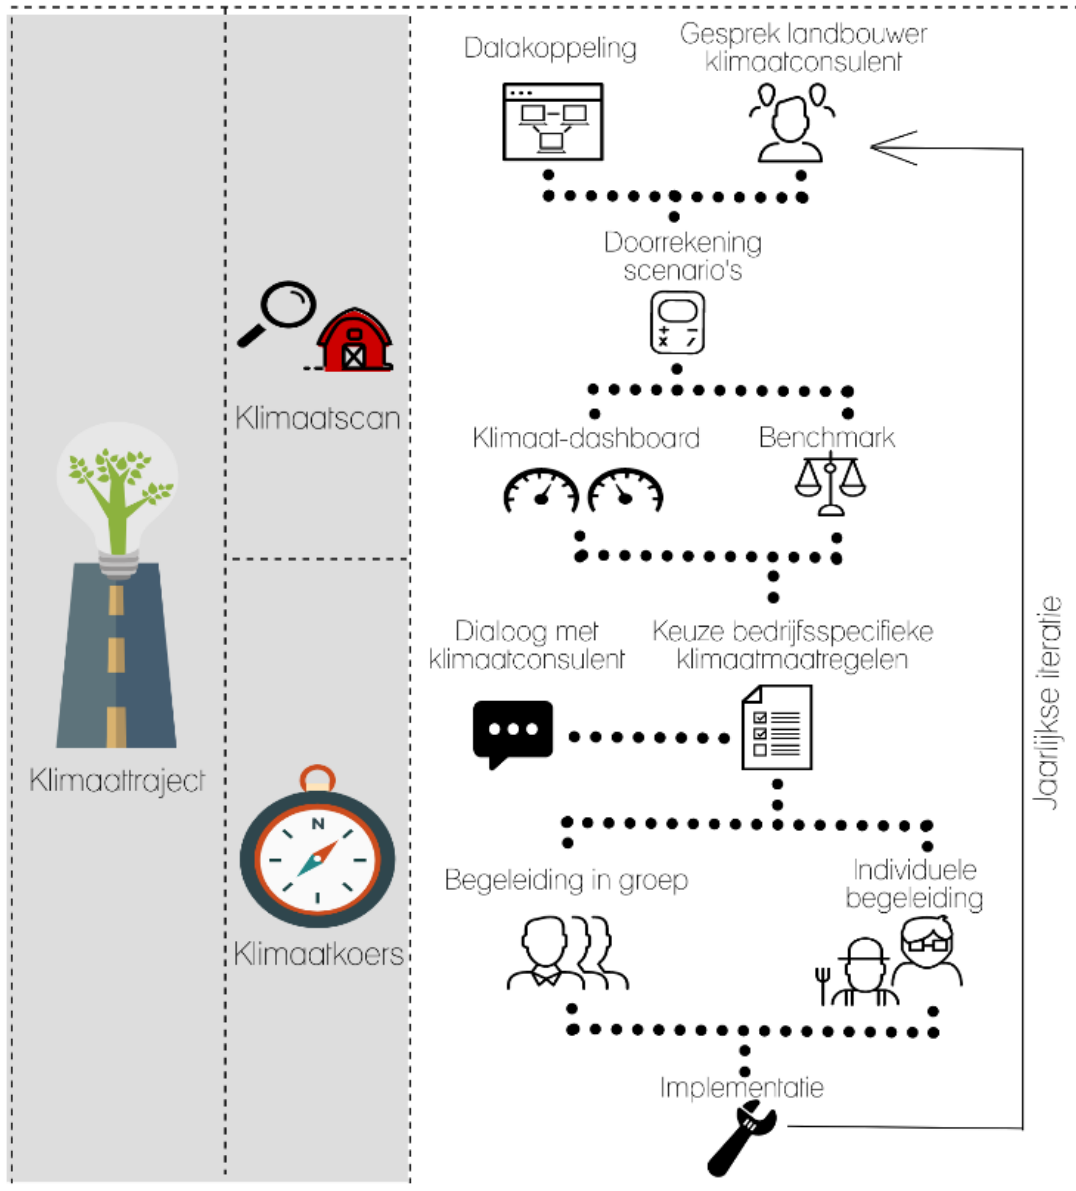 Datakoppeling
Gesprek landbouwer
klimaatconsulent
Doorrekening
scenario's
Klimaatscan
Klimaat-dashboard
Benchmark
Dialoog met
klimaatconsulent
Keuze bedrijfsspecifieke
klimaatmaatregelen
Jaarlijkse iteratie
Klimaattraject
N
Begeleiding in groep
Individuele
begeleiding
Klimaatkoers
Implementatie